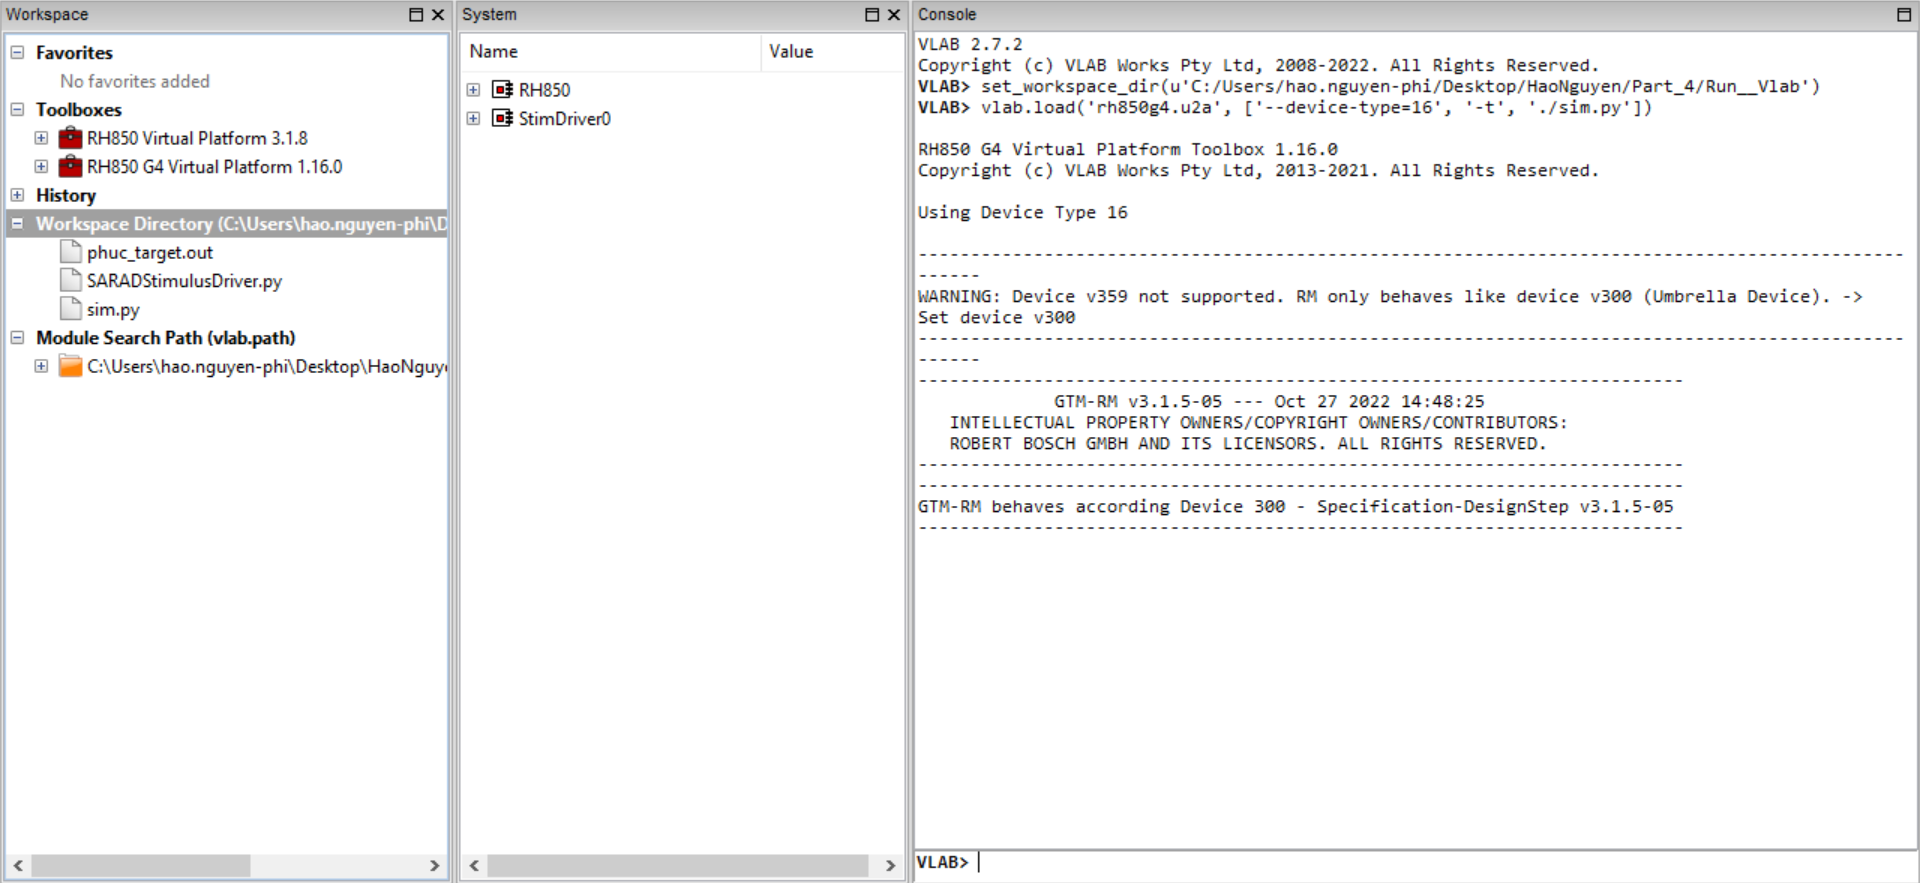 Workspace
Favorites
No favorites added
Toolboxes
RH850 Virtual Platform 3.1.8
RH850 G4 Virtual Platform 1.16.0
History
Workspace Directory (C:\Users\hao.nguyen-phi\D
phuc_target.out
SARADStimulusDriver.py
sim.py
Module Search Path (vlab.path)
C:\Users\hao.nguyen-phi\Desktop\HaoNguye
System
Name Value
RH850
StimDriver0
Console
VLAB 2.7.2
Copyright (c) VLAB Works Pty Ltd, 2008-2022. All Rights Reserved.
VLAB> set_workspace_dir(u'C:/Users/hao.nguyen-phi/Desktop/HaoNguyen/Part_4/Run__Vlab')
VLAB> vlab.load('rh850g4.u2a', ['--device-type=16', '-t', './sim.py'])
RH850 G4 Virtual Platform Toolbox 1.16.0
Copyright (c) VLAB Works Pty Ltd, 2013-2021. All Rights Reserved.
Using Device Type 16
----------------------------------------------------------------------------------------------
------
WARNING: Device v359 not supported. RM only behaves like device v300 (Umbrella Device). ->
Set device v300
----------------------------------------------------------------------------------------------
------
-------------------------------------------------------------------------
GTM-RM v3.1.5-05 --- Oct 27 2022 14:48:25
INTELLECTUAL PROPERTY OWNERS/COPYRIGHT OWNERS/CONTRIBUTORS:
ROBERT BOSCH GMBH AND ITS LICENSORS. ALL RIGHTS RESERVED.
-------------------------------------------------------------------------
-------------------------------------------------------------------------
GTM-RM behaves according Device 300 - Specification-DesignStep v3.1.5-05
-------------------------------------------------------------------------
VLAB>